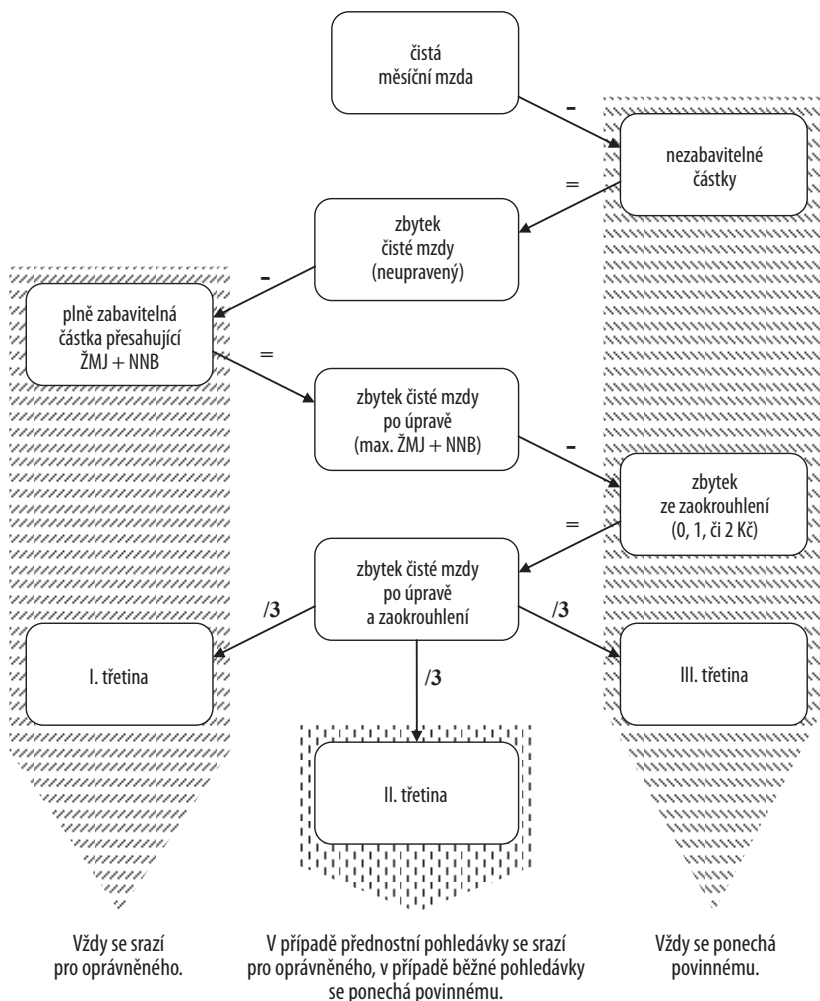 čistá
měsíční mzda
-
nezabavitelné
částky
=
zbytek
čisté mzdy
(neupravený)
-
plně zabavitelná
částka přesahující
ŽMJ + NNB
=
zbytek čisté mzdy
po úpravě
(max. ŽMJ + NNB)
-
zbytek
ze zaokrouhlení
(0, 1, či 2 Kč)
=
zbytek čisté mzdy
po úpravě
a zaokrouhlení
/3
/3
/3
I. třetina
II. třetina
III. třetina
Vždy se srazí
pro oprávněného.
V případě přednostní pohledávky se srazí
pro oprávněného, v případě běžné pohledávky
se ponechá povinnému.
Vždy se ponechá
povinnému.